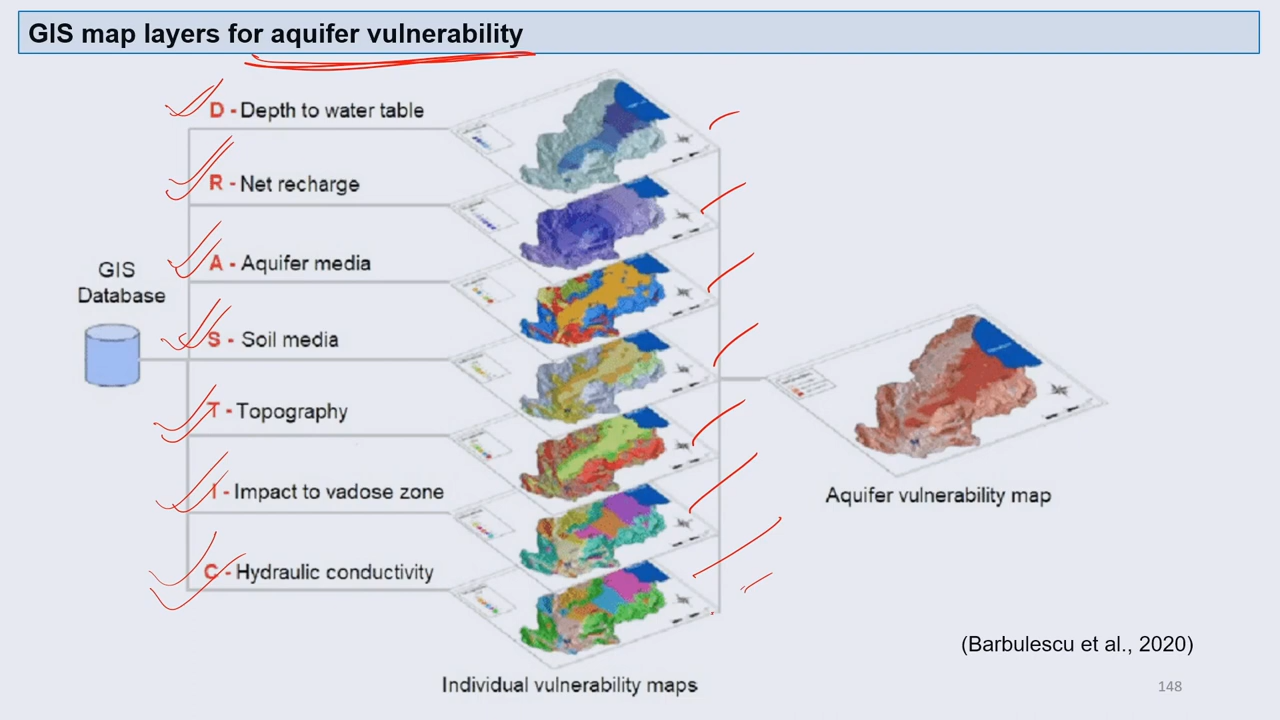 GIS map layers for aquifer vulnerability
D - Depth to water table
R - Net recharge
A - Aquifer media
GIS
Database
S - Soil media
T - Topography
I - Impact to vadose zone
C - Hydraulic conductivity
Aquifer vulnerability map
Individual vulnerability maps
(Barbulescu et al., 2020)
148